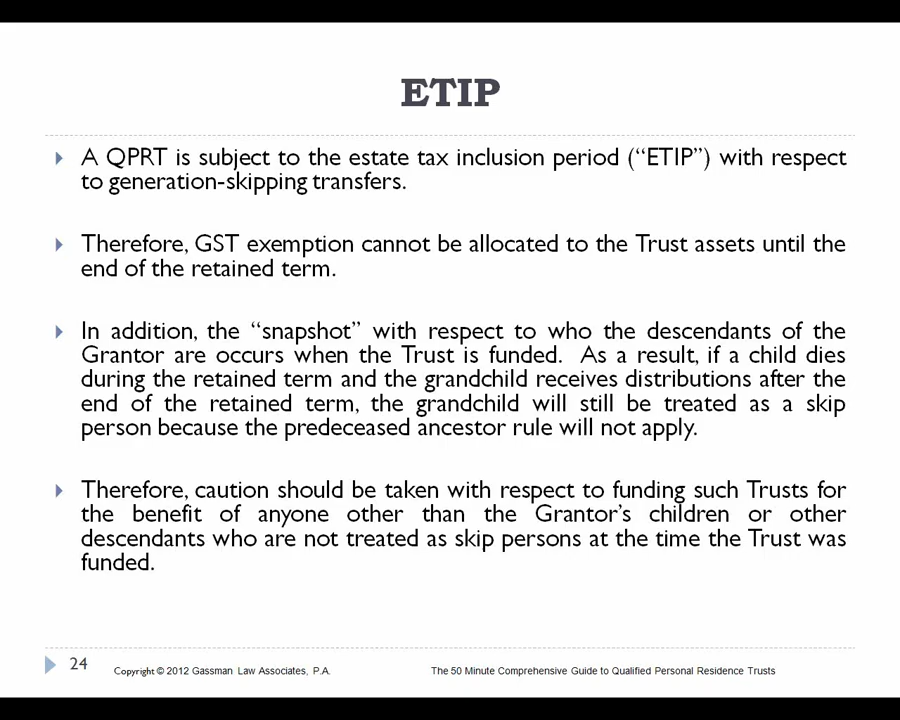 ETIP
A QPRT is subject to the estate tax inclusion period (“ETIP”) with respect
to generation-skipping transfers.
Therefore, GST exemption cannot be allocated to the Trust assets until the
end of the retained term.
In addition, the “snapshot” with respect to who the descendants of the
Grantor are occurs when the Trust is funded. As a result, if a child dies
during the retained term and the grandchild receives distributions after the
end of the retained term, the grandchild will still be treated as a skip
person because the predeceased ancestor rule will not apply.
Therefore, caution should be taken with respect to funding such Trusts for
the benefit of anyone other than the Grantor’s children or other
descendants who are not treated as skip persons at the time the Trust was
funded.
24
Copyright © 2012 Gassman Law Associates, P.A.
The 50 Minute Comprehensive Guide to Qualified Personal Residence Trusts